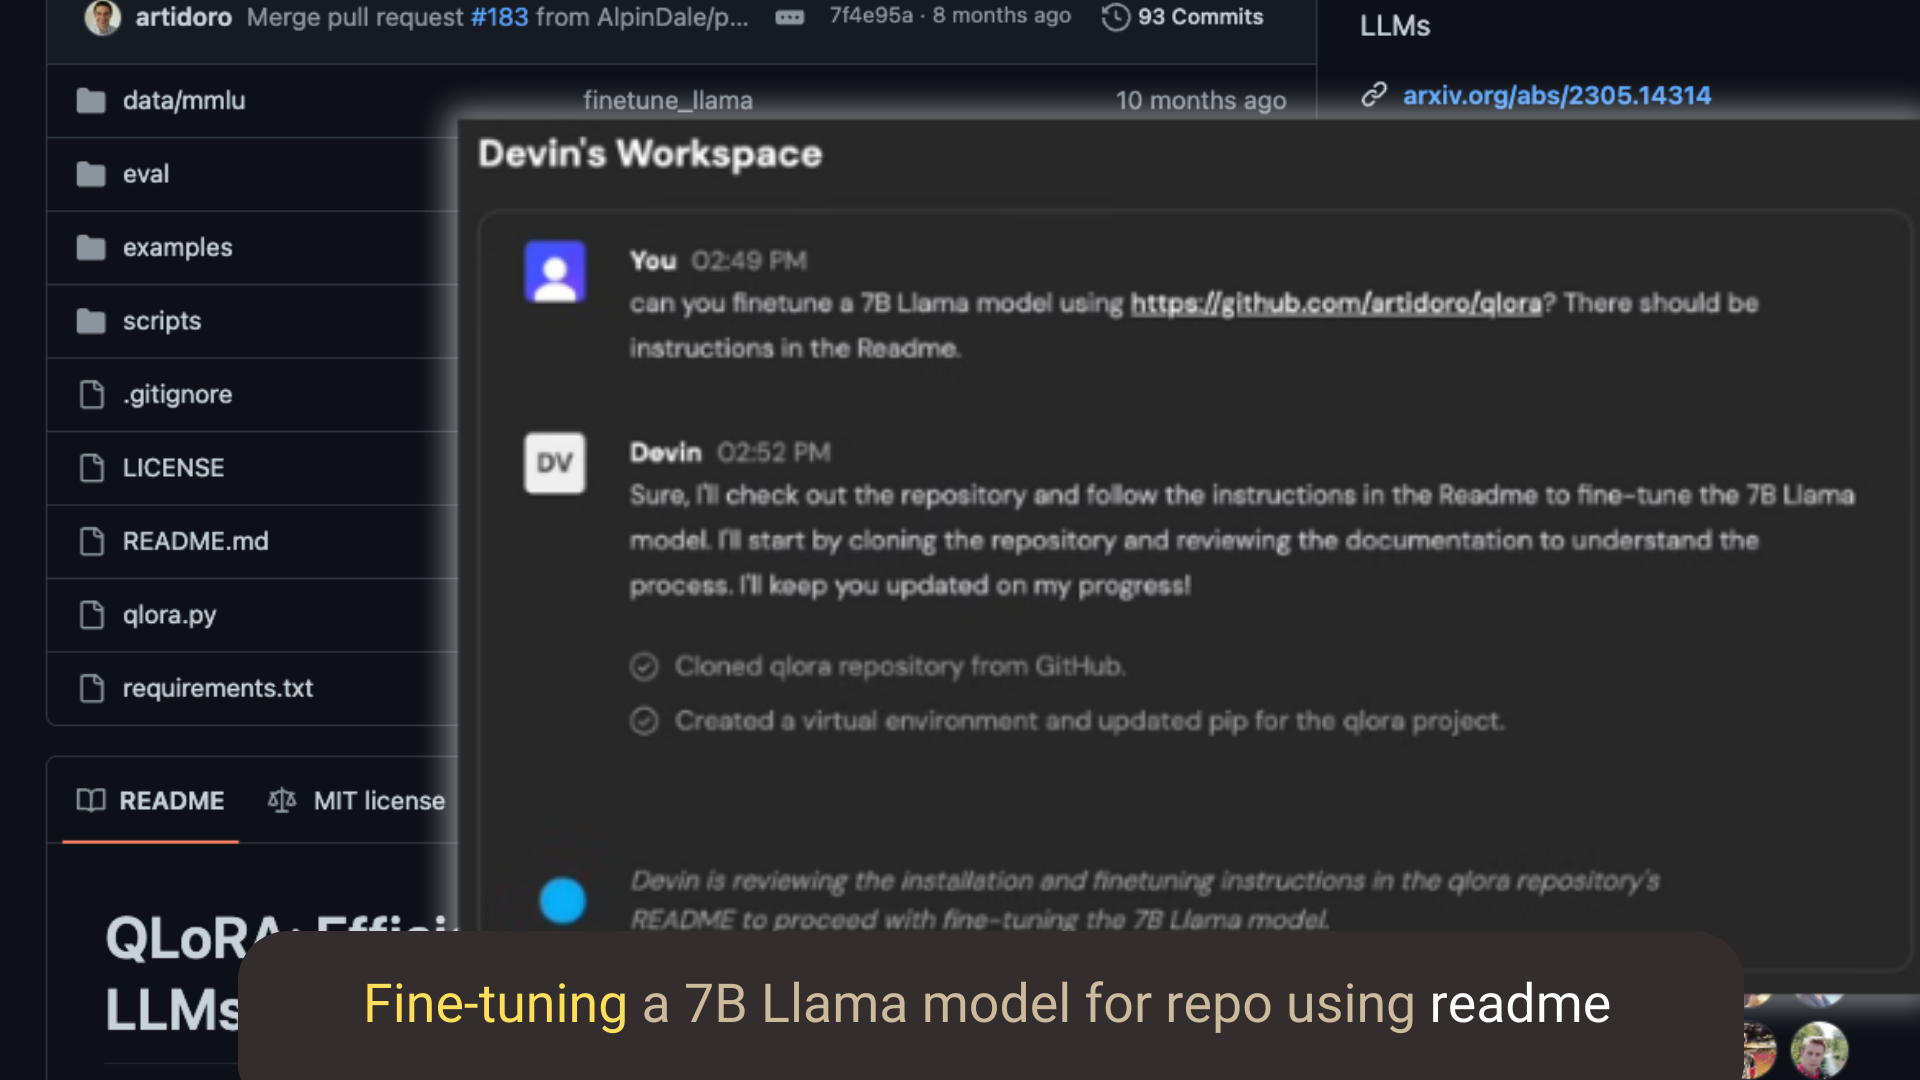 artidoro Merge pull request #183 from AlpinDale/p... 7f4e95a · 8 months ago 93 Commits
LLMs
data/mmlu finetune_llama 10 months ago
arxiv.org/abs/2305.14314
eval
examples
scripts
.gitignore
LICENSE
README.md
qlora.py
requirements.txt
README MIT license
QLoRA: Effici
LLMs
Devin's Workspace
You 02:49 PM
can you finetune a 7B Llama model using https://github.com/artidoro/qlora? There should be
instructions in the Readme.
DV
Devin 02:52 PM
Sure, I'll check out the repository and follow the instructions in the Readme to fine-tune the 7B Llama
model. I'll start by cloning the repository and reviewing the documentation to understand the
process. I'll keep you updated on my progress!
Cloned qlora repository from GitHub.
Created a virtual environment and updated pip for the qlora project.
Devin is reviewing the installation and finetuning instructions in the qlora repository's
README to proceed with fine-tuning the 7B Llama model.
Fine-tuning a 7B Llama model for repo using readme